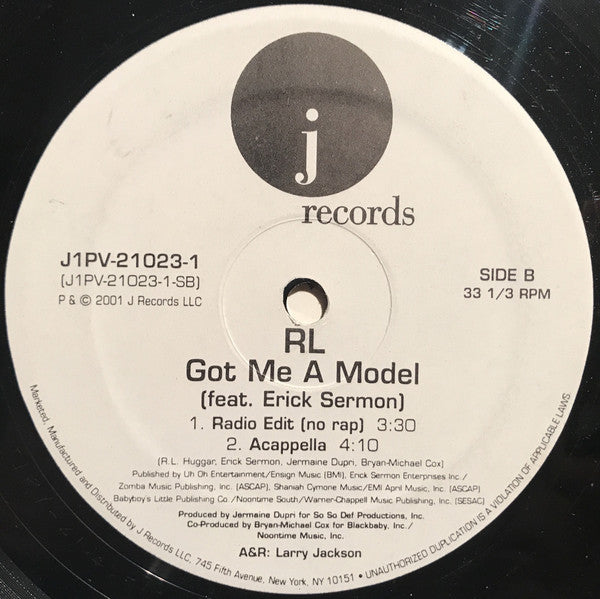 j
records
J1PV-21023-1
(J1PV-21023-1-SB)
P & © 2001 J Records LLC
SIDE B
33 1/3 RPM
RL
Got Me A Model
(feat. Erick Sermon)
1. Radio Edit (no rap) 3:30
2. Acappella 4:10
(R.L. Huggar, Erick Sermon, Jermaine Dupri, Bryan-Michael Cox)
Published by Uh Oh Entertainment/Ensign Music (BMI), Erick Sermon Enterprises Inc./
Zomba Music Publishing, Inc. (ASCAP), Shaniah Cymone Music/EMI April Music, Inc. (ASCAP)
Babyboy's Little Publishing Co./Noontime South/Warner-Chappell Music Publishing, Inc. (SESAC)
Produced by Jermaine Dupri for So So Def Productions, Inc.
Co-Produced by Bryan-Michael Cox for Blackbaby, Inc./
Noontime Music, Inc.
A&R: Larry Jackson
Marketed, Manufactured and Distributed by J Records LLC, 745 Fifth Avenue, New York, NY 10151 • UNAUTHORIZED DUPLICATION IS A VIOLATION OF APPLICABLE LAWS